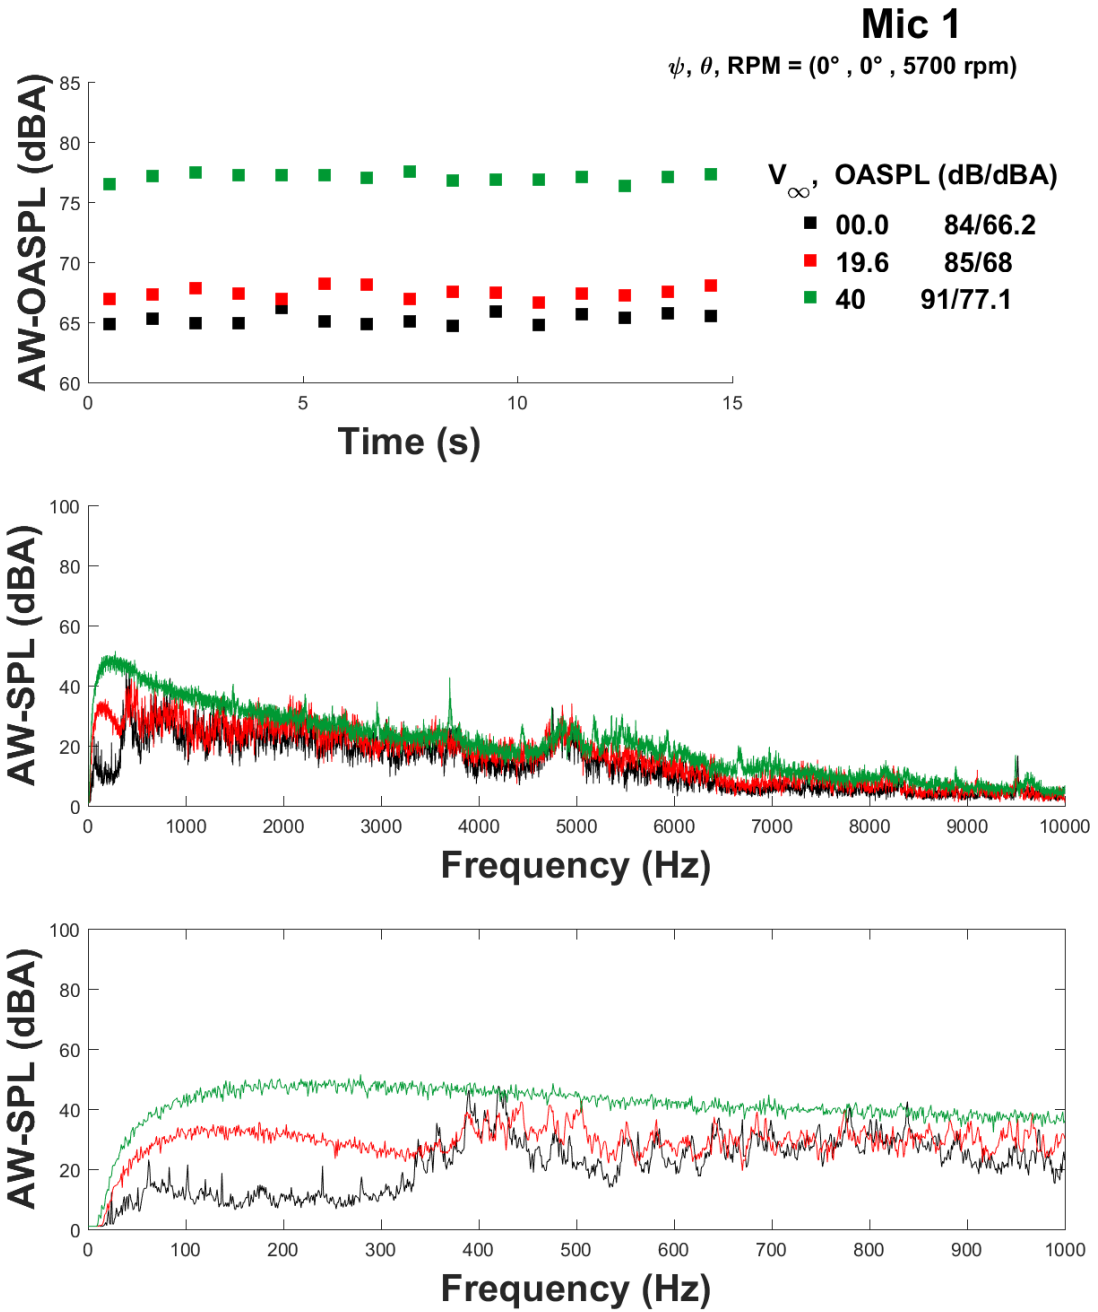 Mic 1
ψ, θ, RPM = (0° , 0° , 5700 rpm)
85
80
75
70
65
60
AW-OASPL (dBA)
0 5 10 15
Time (s)
V∞, OASPL (dB/dBA)
00.0 84/66.2
19.6 85/68
40 91/77.1
100
80
60
40
20
0
AW-SPL (dBA)
0 1000 2000 3000 4000 5000 6000 7000 8000 9000 10000
Frequency (Hz)
100
80
60
40
20
0
AW-SPL (dBA)
0 100 200 300 400 500 600 700 800 900 1000
Frequency (Hz)